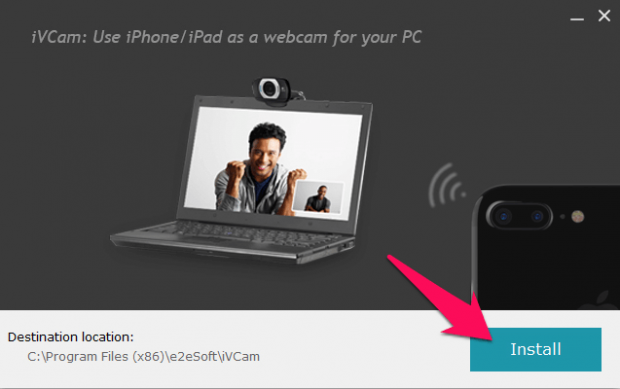 iVCam: Use iPhone/iPad as a webcam for your PC
Destination location:
C:\Program Files (x86)\e2eSoft\iVCam
Install